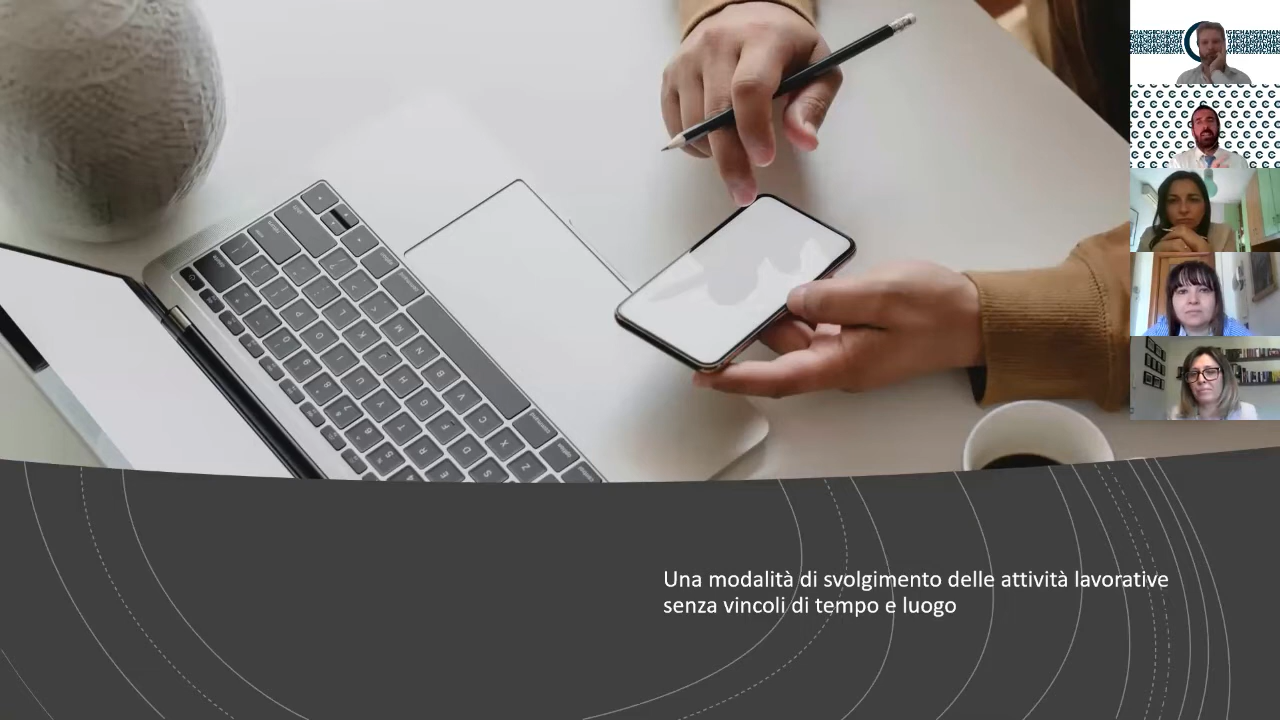 Una modalità di svolgimento delle attività lavorative
senza vincoli di tempo e luogo